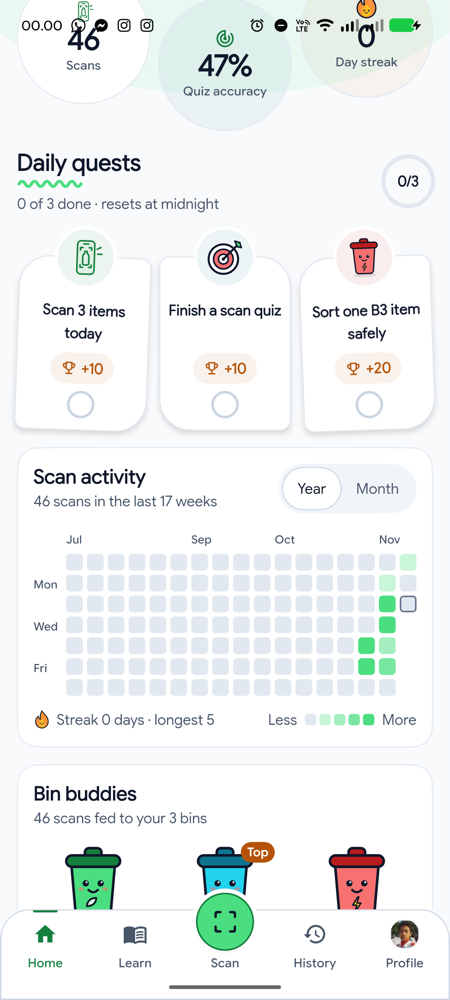 00.00
Vo)) LTE
46
Scans
47%
Quiz accuracy
0
Day streak
Daily quests
0 of 3 done · resets at midnight
0/3
Scan 3 items
today
+10
Finish a scan quiz
+10
Sort one B3 item
safely
+20
Scan activity
46 scans in the last 17 weeks
Year
Month
Jul
Sep
Oct
Nov
Mon
Wed
Fri
Streak 0 days · longest 5
Less
More
Bin buddies
46 scans fed to your 3 bins
Top
Home
Learn
Scan
History
Profile